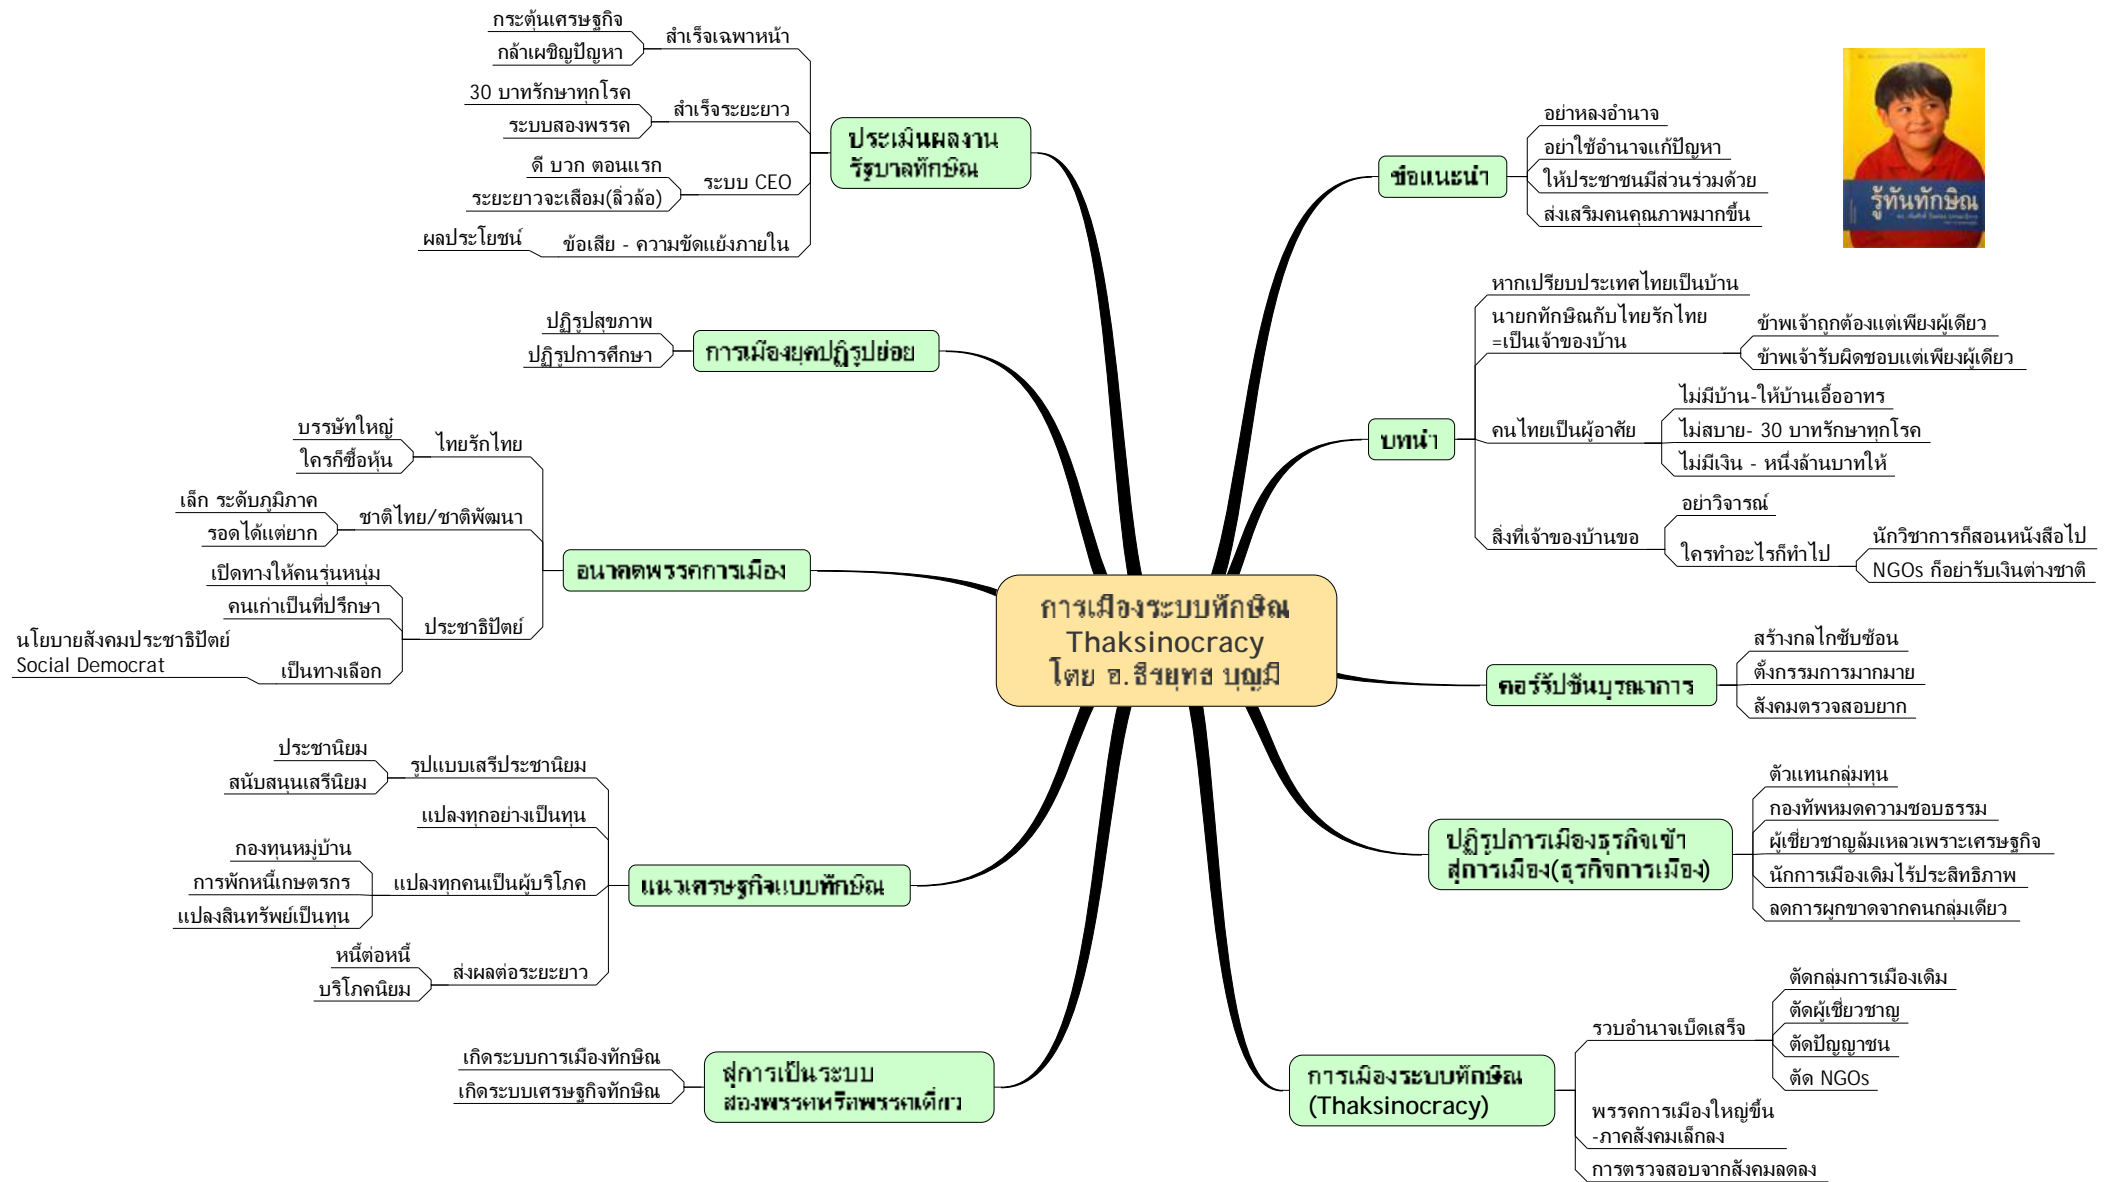 การเมืองระบบทักษิณ
Thaksinocracy
โดย อ.ธีรยุทธ บุญมี
ข้อแนะนำ
อย่าหลงอำนาจ
อย่าใช้อำนาจแก้ปัญหา
ให้ประชาชนมีส่วนร่วมด้วย
ส่งเสริมคนคุณภาพมากขึ้น
รู้ทันทักษิณ
บทนำ
หากเปรียบประเทศไทยเป็นบ้าน
นายกทักษิณกับไทยรักไทย
=เป็นเจ้าของบ้าน
ข้าพเจ้าถูกต้องแต่เพียงผู้เดียว
ข้าพเจ้ารับผิดชอบแต่เพียงผู้เดียว
คนไทยเป็นผู้อาศัย
ไม่มีบ้าน-ให้บ้านเอื้ออาทร
ไม่สบาย- 30 บาทรักษาทุกโรค
ไม่มีเงิน - หนึ่งล้านบาทให้
สิ่งที่เจ้าของบ้านขอ
อย่าวิจารณ์
ใครทำอะไรก็ทำไป
นักวิชาการก็สอนหนังสือไป
NGOs ก็อย่ารับเงินต่างชาติ
คอร์รัปชันบูรณาการ
สร้างกลไกซับซ้อน
ตั้งกรรมการมากมาย
สังคมตรวจสอบยาก
ปฏิรูปการเมืองธุรกิจเข้า
สู่การเมือง(ธุรกิจการเมือง)
ตัวแทนกลุ่มทุน
กองทัพหมดความชอบธรรม
ผู้เชี่ยวชาญล้มเหลวเพราะเศรษฐกิจ
นักการเมืองเดิมไร้ประสิทธิภาพ
ลดการผูกขาดจากคนกลุ่มเดียว
การเมืองระบบทักษิณ
(Thaksinocracy)
รวบอำนาจเบ็ดเสร็จ
ตัดกลุ่มการเมืองเดิม
ตัดผู้เชี่ยวชาญ
ตัดปัญญาชน
ตัด NGOs
พรรคการเมืองใหญ่ขึ้น
-ภาคสังคมเล็กลง
การตรวจสอบจากสังคมลดลง
ประเมินผลงาน
รัฐบาลทักษิณ
สำเร็จเฉพาหน้า
กระตุ้นเศรษฐกิจ
กล้าเผชิญปัญหา
สำเร็จระยะยาว
30 บาทรักษาทุกโรค
ระบบสองพรรค
ระบบ CEO
ดี บวก ตอนแรก
ระยะยาวจะเสือม(ลิ่วล้อ)
ข้อเสีย - ความขัดแย้งภายใน
ผลประโยชน์
การเมืองยุคปฏิรูปย่อย
ปฏิรูปสุขภาพ
ปฏิรูปการศึกษา
อนาคตพรรคการเมือง
ไทยรักไทย
บรรษัทใหญ่
ใครก็ซื้อหุ้น
ชาติไทย/ชาติพัฒนา
เล็ก ระดับภูมิภาค
รอดได้แต่ยาก
ประชาธิปัตย์
เปิดทางให้คนรุ่นหนุ่ม
คนเก่าเป็นที่ปรึกษา
เป็นทางเลือก
นโยบายสังคมประชาธิปัตย์
Social Democrat
แนวเศรษฐกิจแบบทักษิณ
รูปแบบเสรีประชานิยม
ประชานิยม
สนับสนุนเสรีนิยม
แปลงทุกอย่างเป็นทุน
แปลงทุกคนเป็นผู้บริโภค
กองทุนหมู่บ้าน
การพักหนี้เกษตรกร
แปลงสินทรัพย์เป็นทุน
ส่งผลต่อระยะยาว
หนี้ต่อหนี้
บริโภคนิยม
สู่การเป็นระบบ
สองพรรคหรือพรรคเดียว
เกิดระบบการเมืองทักษิณ
เกิดระบบเศรษฐกิจทักษิณ